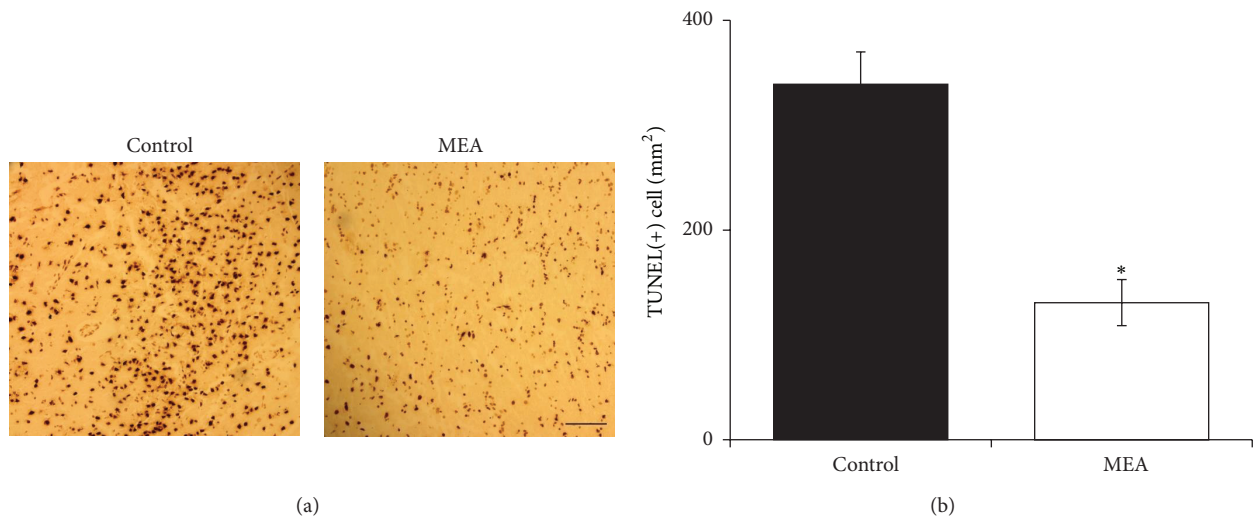 Control
MEA
(a)
400
200
0
TUNEL(+) cell (mm²)
*
Control
MEA
(b)